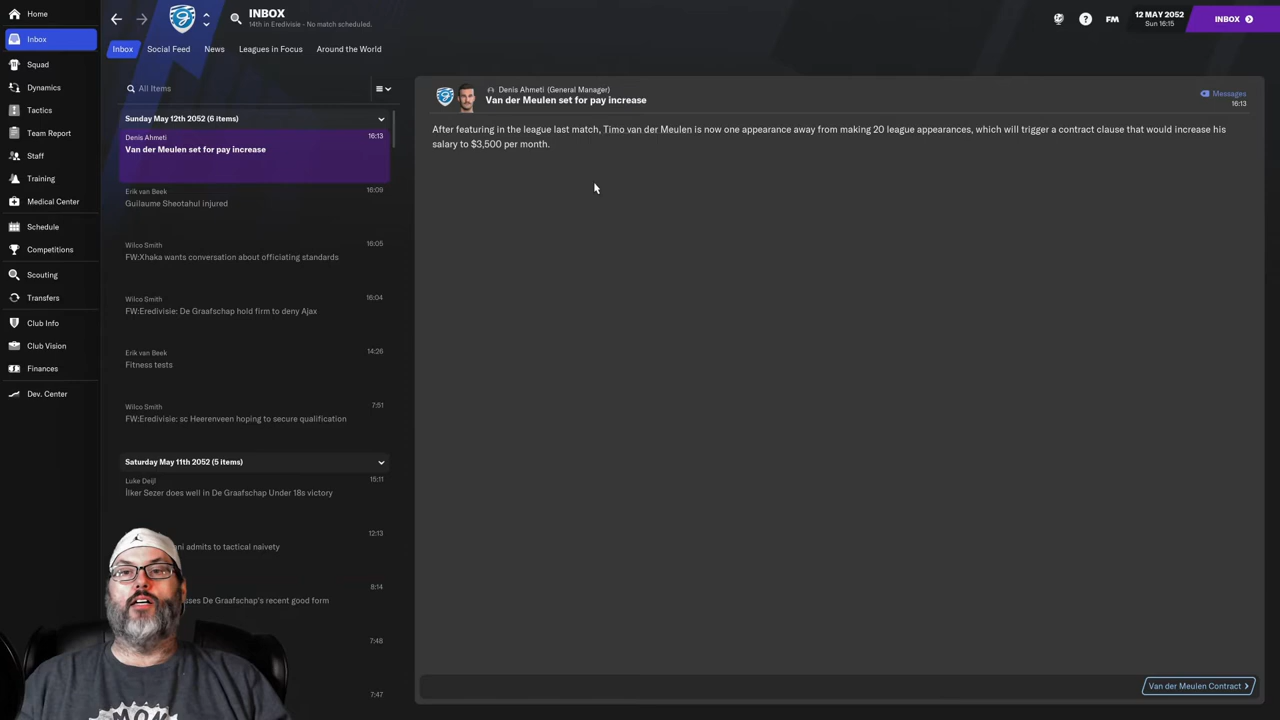 Home
INBOX
14th in Eredivisie - No match scheduled.
FM
12 MAY 2052
Sun 16:15
INBOX
Inbox
Squad
Dynamics
Tactics
Team Report
Staff
Training
Medical Center
Schedule
Competitions
Scouting
Transfers
Club Info
Club Vision
Finances
Dev. Center
Inbox
Social Feed
News
Leagues in Focus
Around the World
All Items
Sunday May 12th 2052 (6 items)
Denis Ahmeti
16:13
Van der Meulen set for pay increase
Erik van Beek
16:09
Guilaume Sheotahul injured
Wilco Smith
16:05
FW:Xhaka wants conversation about officiating standards
Wilco Smith
16:04
FW:Eredivisie: De Graafschap hold firm to deny Ajax
Erik van Beek
14:26
Fitness tests
Wilco Smith
7:51
FW:Eredivisie: sc Heerenveen hoping to secure qualification
Saturday May 11th 2052 (5 items)
Luke Deijl
15:11
İlker Sezer does well in De Graafschap Under 18s victory
12:13
admits to tactical naivety
8:14
De Graafschap's recent good form
7:48
7:47
Denis Ahmeti (General Manager)
Van der Meulen set for pay increase
Messages
16:13
After featuring in the league last match, Timo van der Meulen is now one appearance away from making 20 league appearances, which will trigger a contract clause that would increase his
salary to $3,500 per month.
Van der Meulen Contract